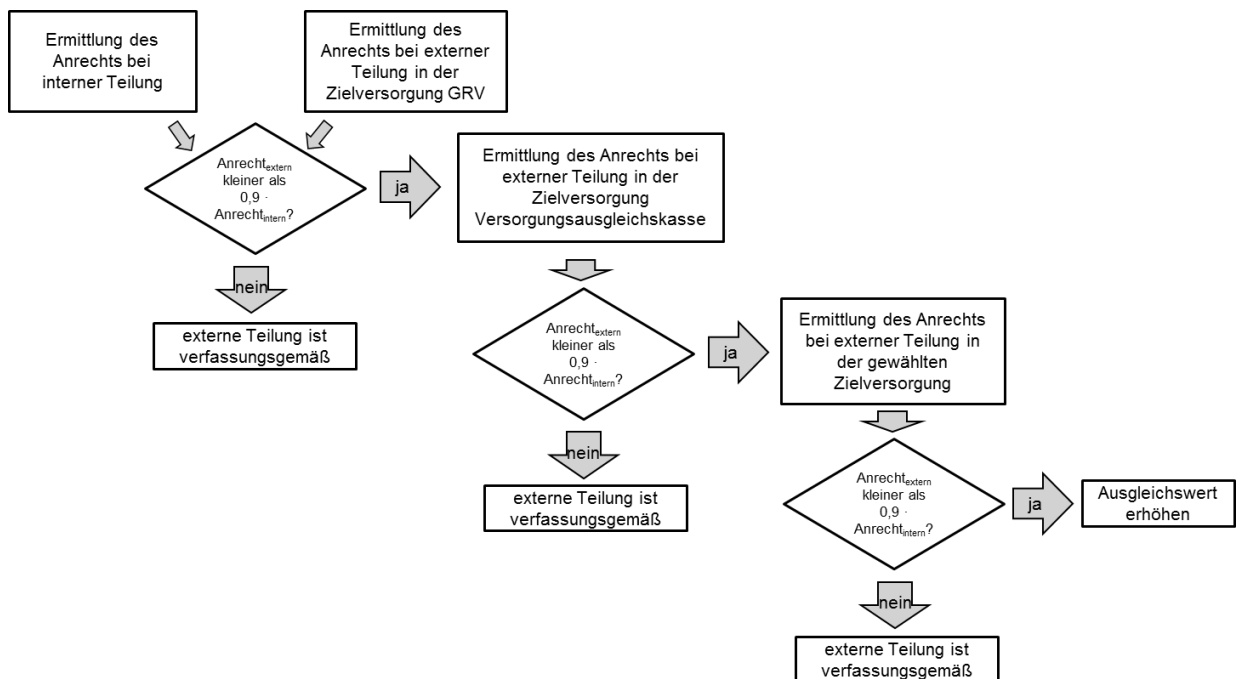 Ermittlung des
Anrechts bei
interner Teilung
Ermittlung des
Anrechts bei externer
Teilung in der
Zielversorgung GRV
Anrechtextern
kleiner als
0,9 ·
Anrechtintern?
ja
nein
externe Teilung ist
verfassungsgemäß
Ermittlung des Anrechts bei
externer Teilung in der
Zielversorgung
Versorgungsausgleichskasse
Anrechtextern
kleiner als
0,9 ·
Anrechtintern?
ja
nein
externe Teilung ist
verfassungsgemäß
Ermittlung des Anrechts
bei externer Teilung in
der gewählten
Zielversorgung
Anrechtextern
kleiner als
0,9 ·
Anrechtintern?
ja
Ausgleichswert
erhöhen
nein
externe Teilung ist
verfassungsgemäß